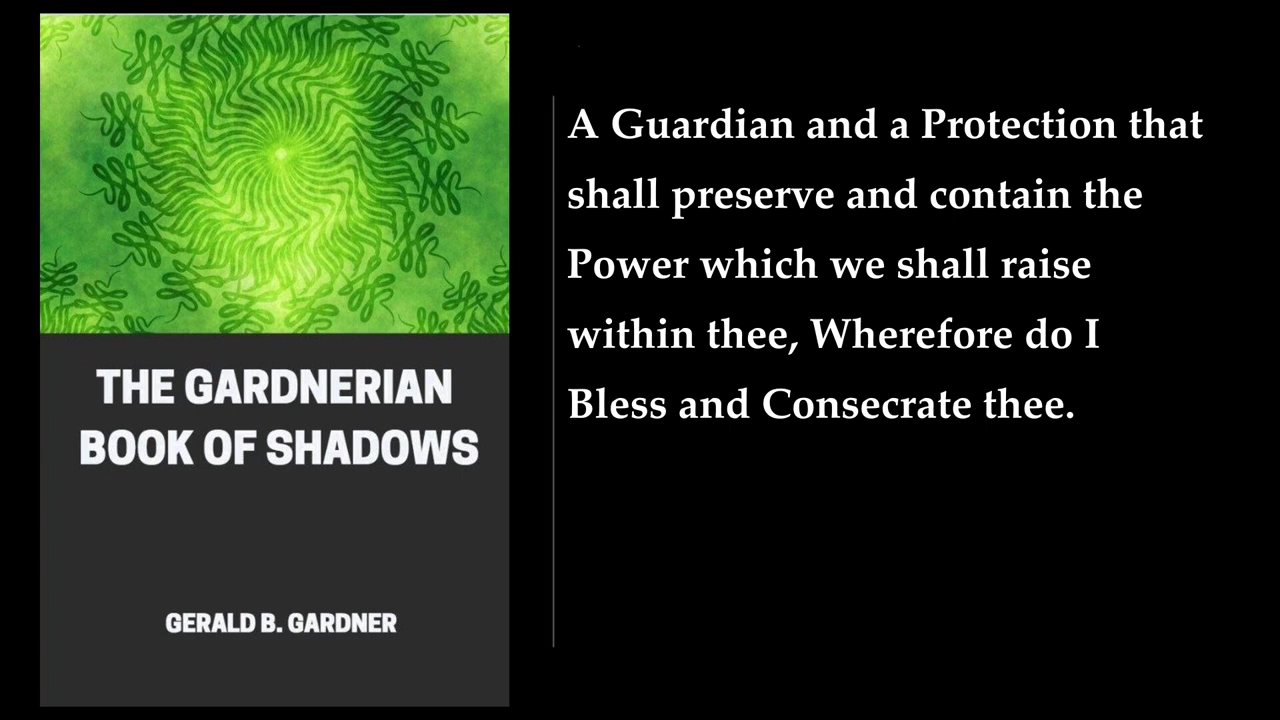 THE GARDNERIAN
BOOK OF SHADOWS
GERALD B. GARDNER
A Guardian and a Protection that
shall preserve and contain the
Power which we shall raise
within thee, Wherefore do I
Bless and Consecrate thee.